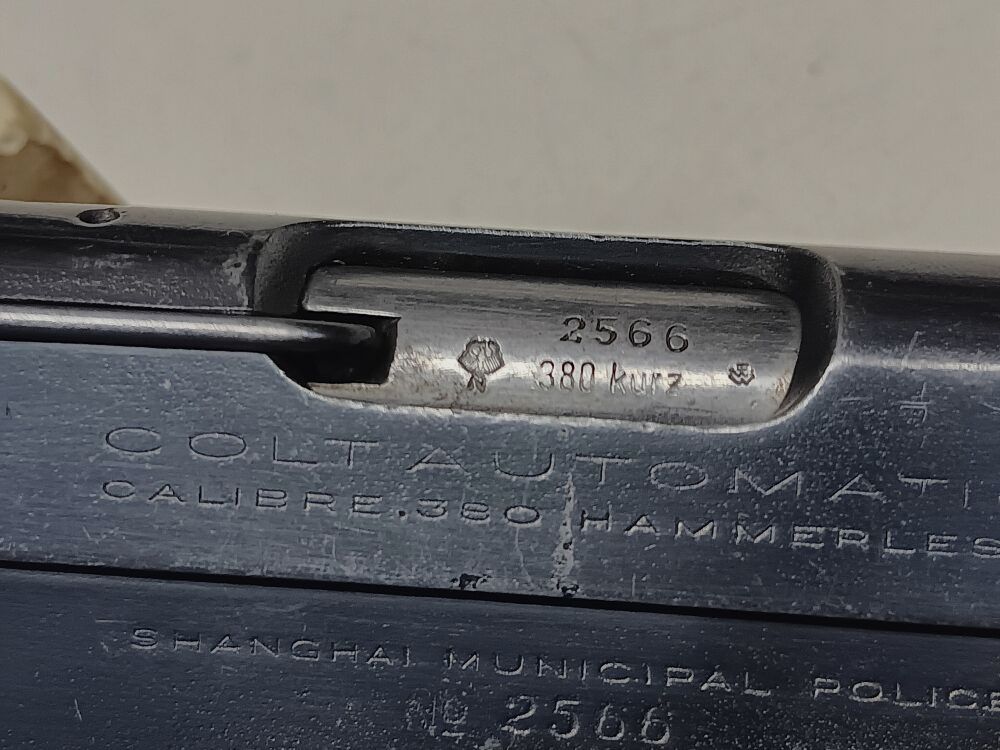 2566
380 kurz
COLT AUTOMATI
CALIBRE .380 HAMMERLES
SHANGHAI MUNICIPAL POLICE
Nº 2566